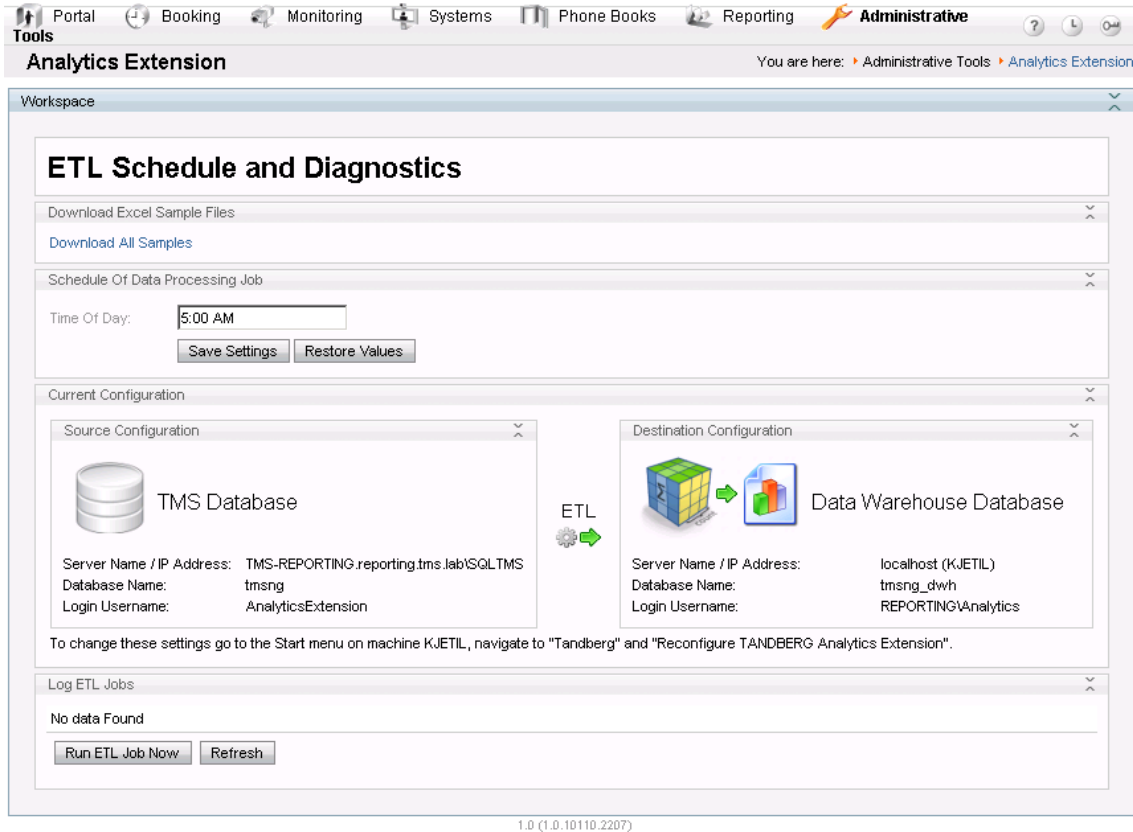 Portal Booking Monitoring Systems Phone Books Reporting Administrative
Tools
?
Analytics Extension
You are here: Administrative Tools Analytics Extension
Workspace
ETL Schedule and Diagnostics
Download Excel Sample Files
Download All Samples
Schedule Of Data Processing Job
Time Of Day: 5:00 AM
Save Settings Restore Values
Current Configuration
Source Configuration
TMS Database
Server Name / IP Address: TMS-REPORTING.reporting.tms.lab\SQLTMS
Database Name: tmsng
Login Username: AnalyticsExtension
ETL
Destination Configuration
Σ
count
Data Warehouse Database
Server Name / IP Address: localhost (KJETIL)
Database Name: tmsng_dwh
Login Username: REPORTING\Analytics
To change these settings go to the Start menu on machine KJETIL, navigate to "Tandberg" and "Reconfigure TANDBERG Analytics Extension".
Log ETL Jobs
No data Found
Run ETL Job Now Refresh
1.0 (1.0.10110.2207)